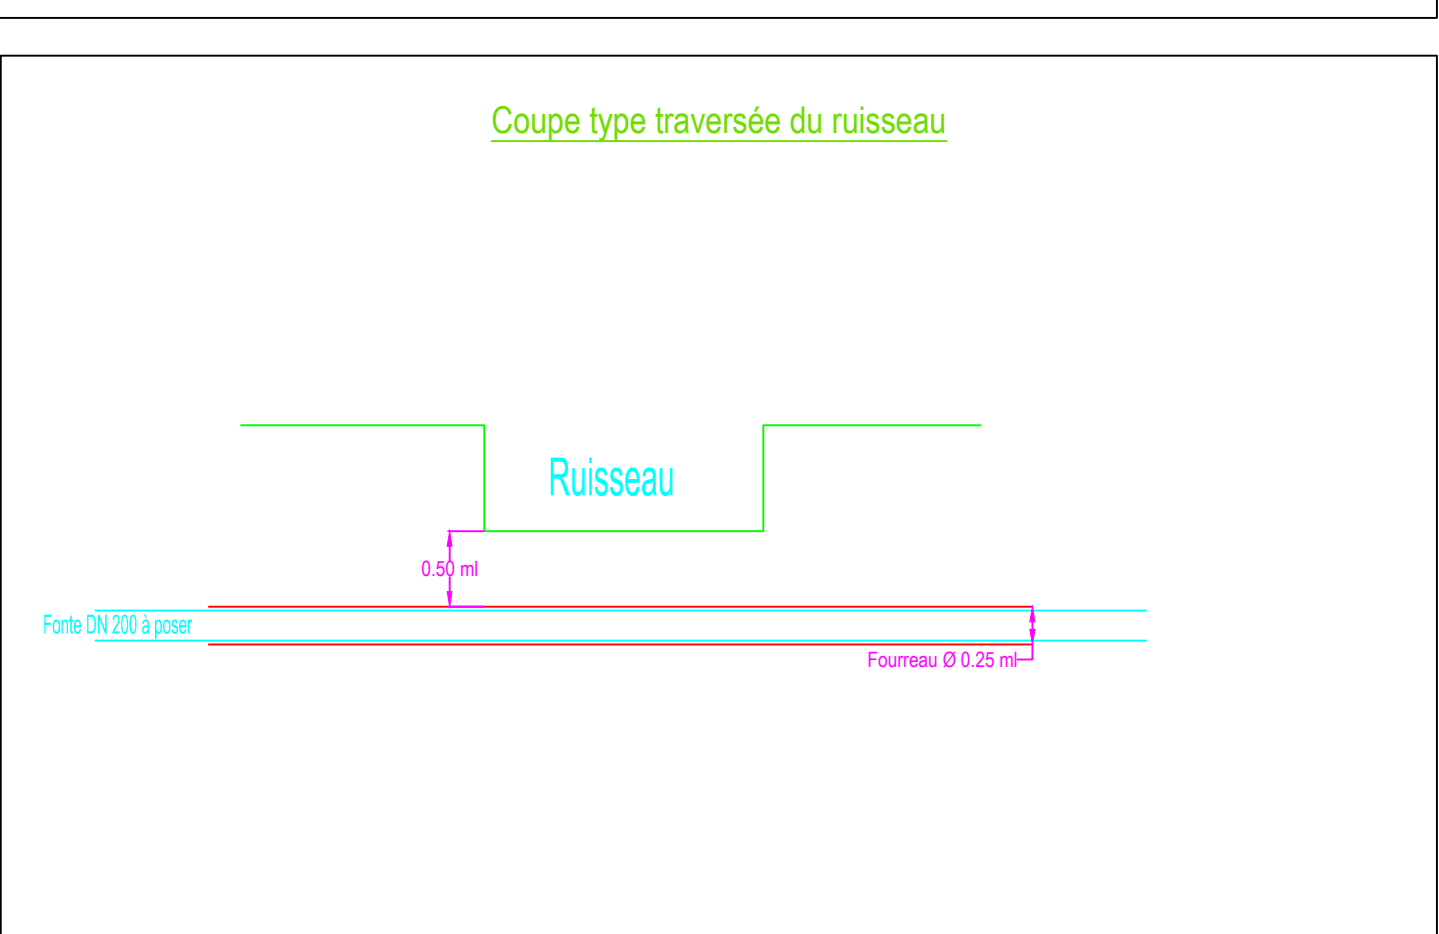 Coupe type traversée du ruisseau
Ruisseau
0.50 ml
Fonte DN 200 à poser
Fourreau Ø 0.25 ml